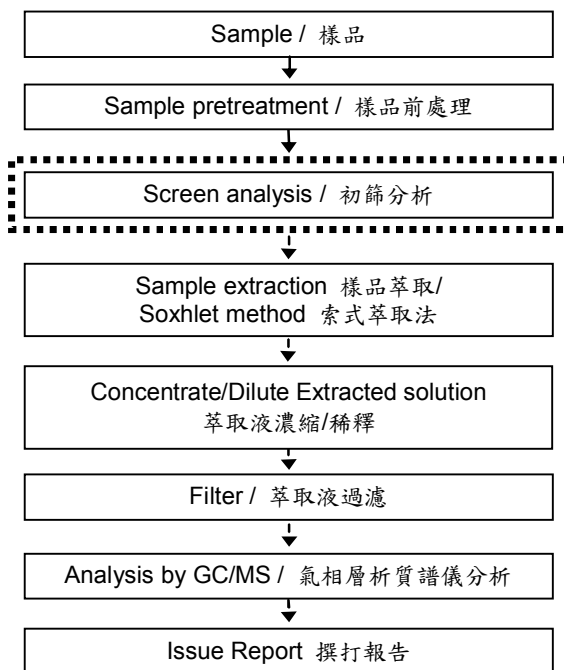 Sample / 樣品
Sample pretreatment / 樣品前處理
Screen analysis / 初篩分析
Sample extraction 樣品萃取/
Soxhlet method 索式萃取法
Concentrate/Dilute Extracted solution
萃取液濃縮/稀釋
Filter / 萃取液過濾
Analysis by GC/MS / 氣相層析質譜儀分析
Issue Report 撰打報告